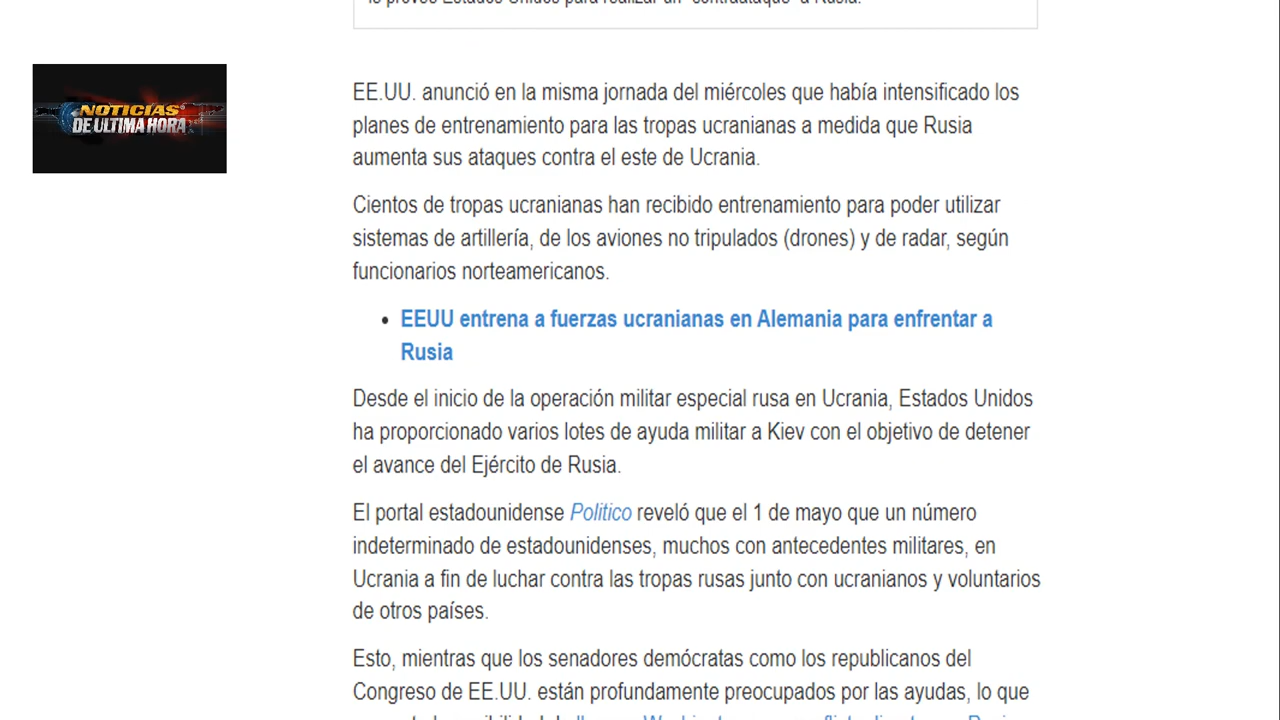 le provee Estados Unidos para realizar un "contraataque" a Rusia.
NOTICIAS
DE ULTIMA HORA
EE.UU. anunció en la misma jornada del miércoles que había intensificado los
planes de entrenamiento para las tropas ucranianas a medida que Rusia
aumenta sus ataques contra el este de Ucrania.
Cientos de tropas ucranianas han recibido entrenamiento para poder utilizar
sistemas de artillería, de los aviones no tripulados (drones) y de radar, según
funcionarios norteamericanos.
• EEUU entrena a fuerzas ucranianas en Alemania para enfrentar a
Rusia
Desde el inicio de la operación militar especial rusa en Ucrania, Estados Unidos
ha proporcionado varios lotes de ayuda militar a Kiev con el objetivo de detener
el avance del Ejército de Rusia.
El portal estadounidense Politico reveló que el 1 de mayo que un número
indeterminado de estadounidenses, muchos con antecedentes militares, en
Ucrania a fin de luchar contra las tropas rusas junto con ucranianos y voluntarios
de otros países.
Esto, mientras que los senadores demócratas como los republicanos del
Congreso de EE.UU. están profundamente preocupados por las ayudas, lo que